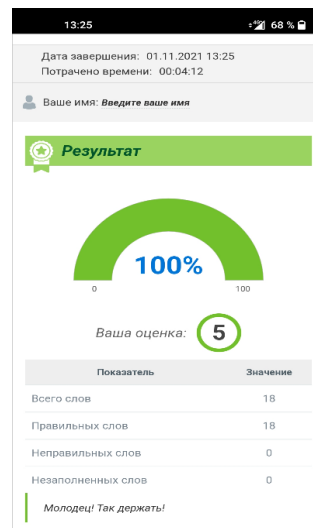 13:25
4G 68 %
Дата завершения: 01.11.2021 13:25
Потрачено времени: 00:04:12
Ваше имя: Введите ваше имя
Результат
100%
0 100
Ваша оценка: 5
Показатель Значение
Всего слов 18
Правильных слов 18
Неправильных слов 0
Незаполненных слов 0
Молодец! Так держать!